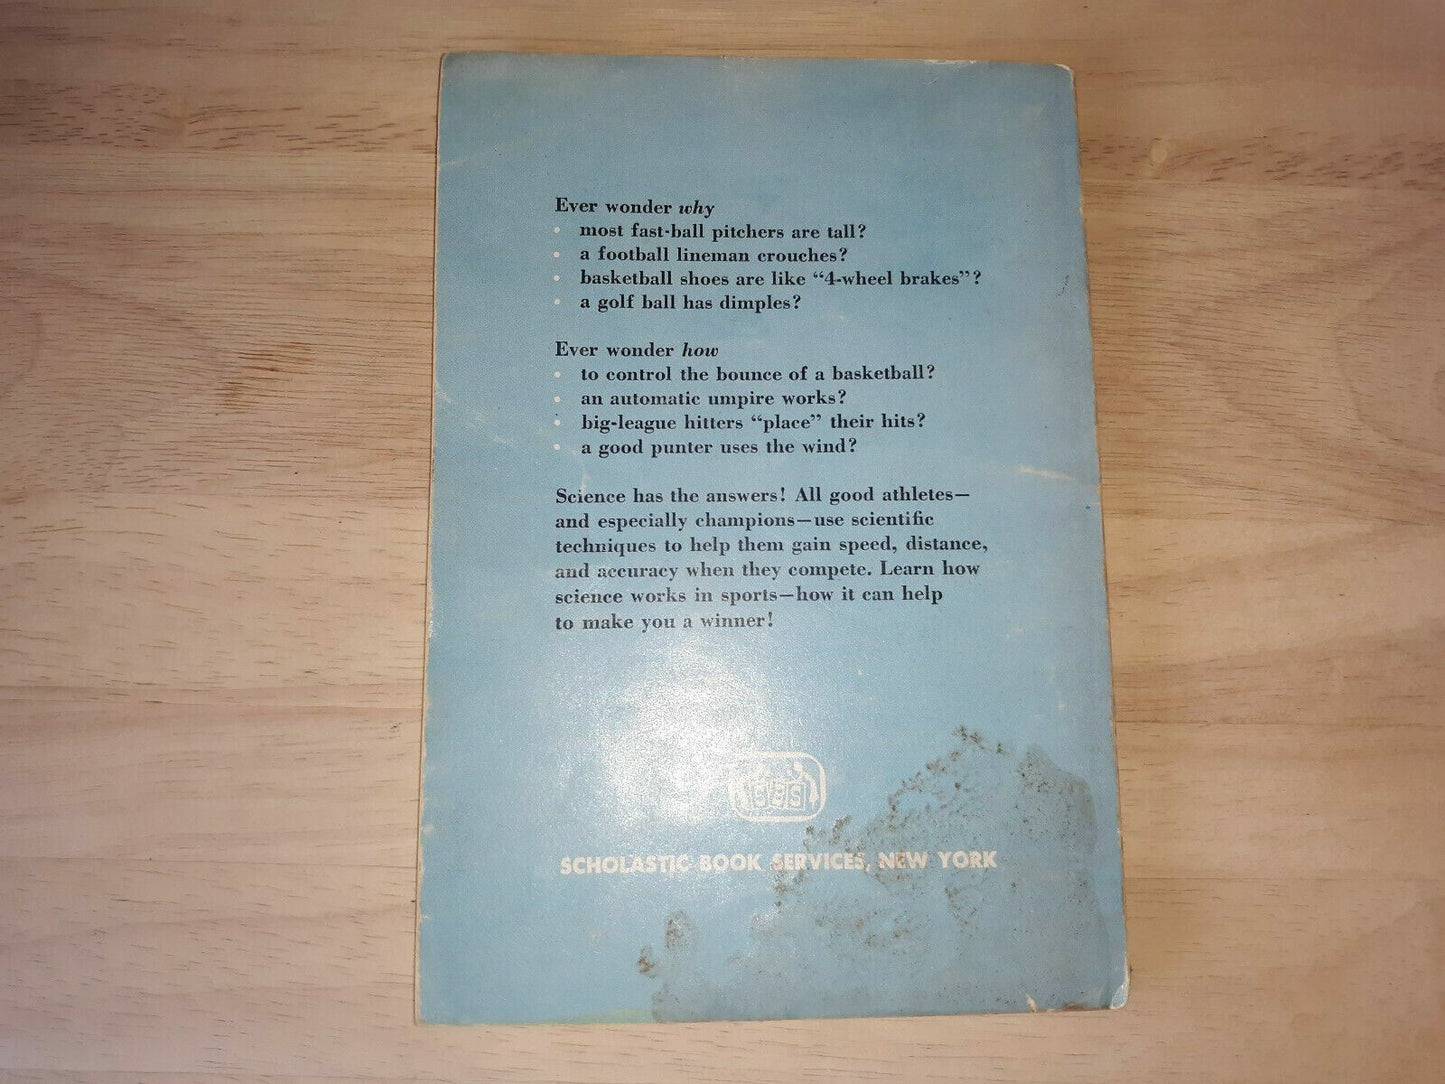 Ever wonder why
• most fast-ball pitchers are tall?
• a football lineman crouches?
• basketball shoes are like “4-wheel brakes”?
• a golf ball has dimples?
Ever wonder how
• to control the bounce of a basketball?
• an automatic umpire works?
• big-league hitters “place” their hits?
• a good punter uses the wind?
Science has the answers! All good athletes—
and especially champions—use scientific
techniques to help them gain speed, distance,
and accuracy when they compete. Learn how
science works in sports—how it can help
to make you a winner!
SBS
SCHOLASTIC BOOK SERVICES, NEW YORK